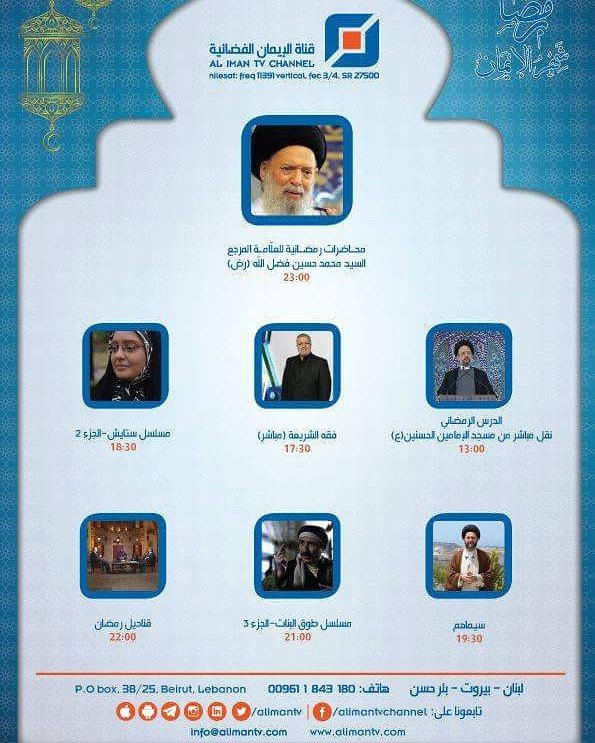 رمضان
شهر الإيمان
قناة الإيمان الفضائية
AL IMAN TV CHANNEL
nilesat: freq 11391 vertical, fec 3/4, SR 27500
محاضرات رمضانية للعلّامة المرجع
السيد محمد حسين فضل الله (رض)
23:00
الدرس الرمضاني
نقل مباشر من مسجد الإمامين الحسنين(ع)
13:00
فقه الشريعة (مباشر)
17:30
مسلسل ستايش-الجزء 2
18:30
سيماهم
19:30
مسلسل طوق البنات-الجزء 3
21:00
قناديل رمضان
22:00
لبنان - بيروت - بئر حسن هاتف: 00961 1 843 180 P.O box. 38/25, Beirut, Lebanon
تابعونا على: /alimantvchannel | /alimantv
info@alimantv.com www.alimantv.com